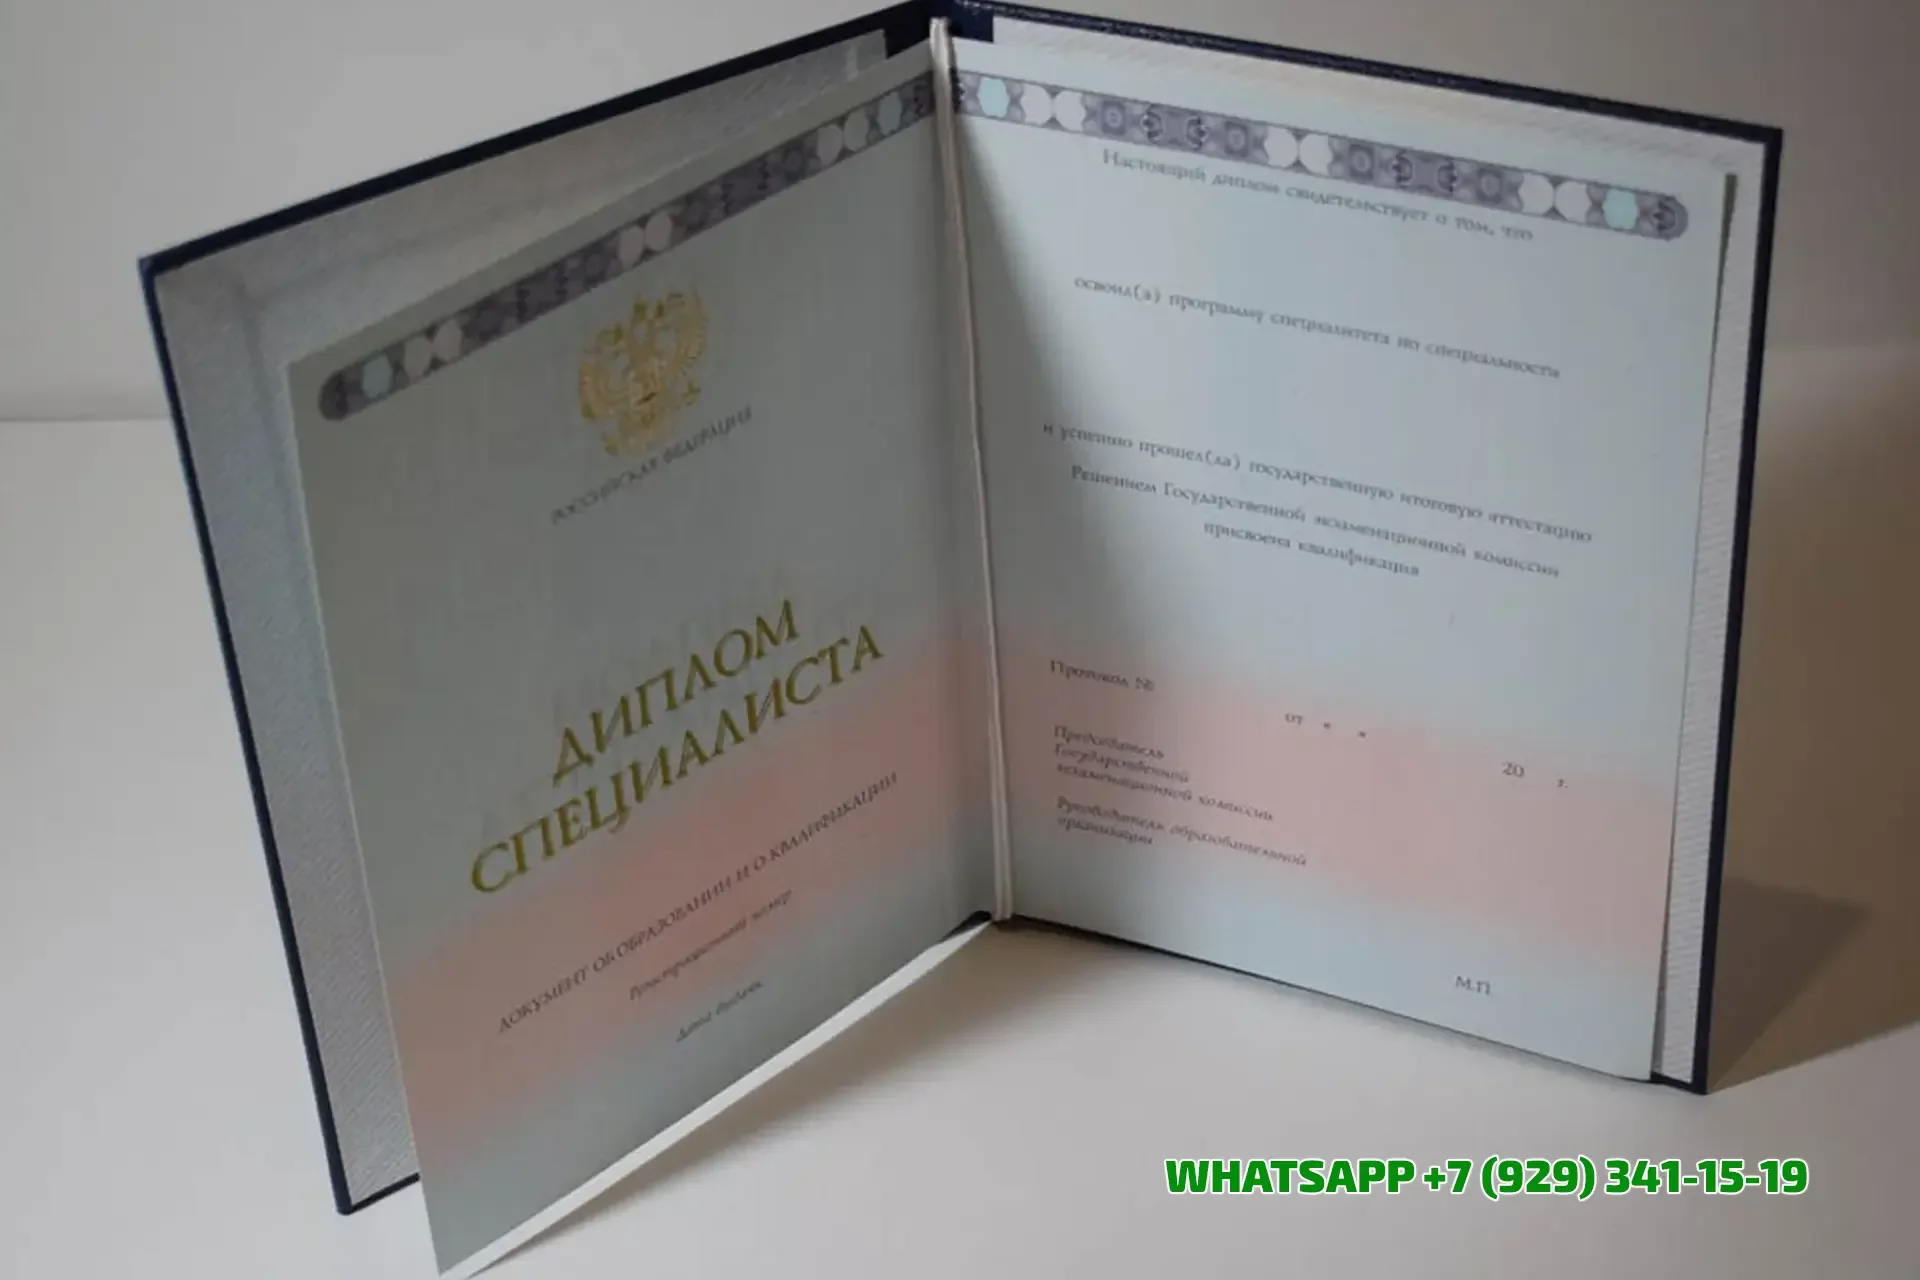 РОССИЙСКАЯ ФЕДЕРАЦИЯ
ДИПЛОМ
СПЕЦИАЛИСТА
ДОКУМЕНТ ОБ ОБРАЗОВАНИИ И О КВАЛИФИКАЦИИ
Регистрационный номер
Дата выдачи
Настоящий диплом свидетельствует о том, что
освоил(а) программу специалитета по специальности
и успешно прошел(ла) государственную итоговую аттестацию
Решением Государственной экзаменационной комиссии
присвоена квалификация
Протокол №
от « » 20 г.
Председатель
Государственной
экзаменационной комиссии
Руководитель образовательной
организации
М.П.
WHATSAPP +7 (929) 341-15-19